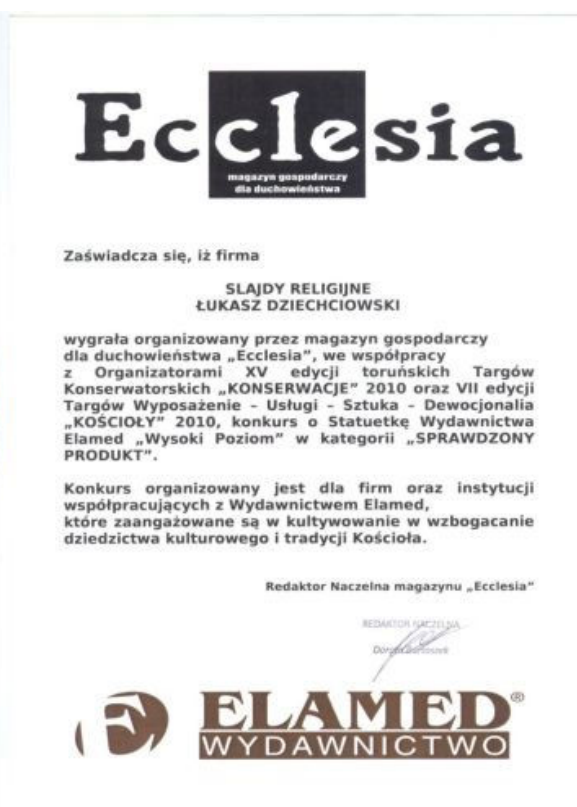 Ecclesia
magazyn gospodarczy
dla duchowieństwa
Zaświadcza się, iż firma
SLAJDY RELIGIJNE
ŁUKASZ DZIECHCIOWSKI
wygrała organizowany przez magazyn gospodarczy
dla duchowieństwa „Ecclesia”, we współpracy
z Organizatorami XV edycji toruńskich Targów
Konserwatorskich „KONSERWACJE” 2010 oraz VII edycji
Targów Wyposażenie – Usługi – Sztuka – Dewocjonalia
„KOŚCIOŁY” 2010, konkurs o Statuetkę Wydawnictwa
Elamed „Wysoki Poziom” w kategorii „SPRAWDZONY
PRODUKT”.
Konkurs organizowany jest dla firm oraz instytucji
współpracujących z Wydawnictwem Elamed,
które zaangażowane są w kultywowanie w wzbogacanie
dziedzictwa kulturowego i tradycji Kościoła.
Redaktor Naczelna magazynu „Ecclesia”
REDAKTOR NACZELNA
E
ELAMED®
WYDAWNICTWO